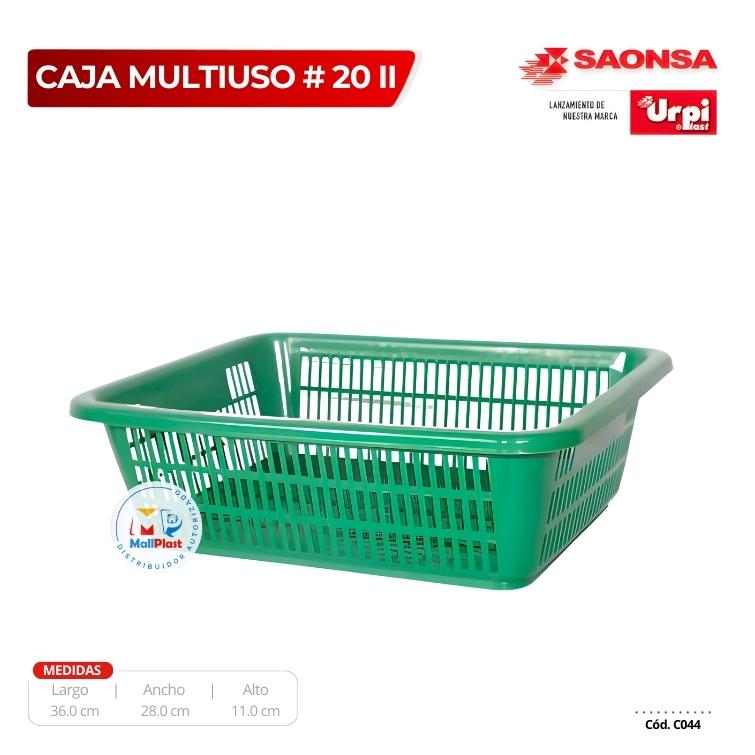 CAJA MULTIUSO # 20 II
SAONSA
LANZAMIENTO DE
NUESTRA MARCA
Urpi
plast
MallPlast
DISTRIBUIDOR AUTORIZADO
MEDIDAS
Largo | Ancho | Alto
36.0 cm 28.0 cm 11.0 cm
Cód. C044